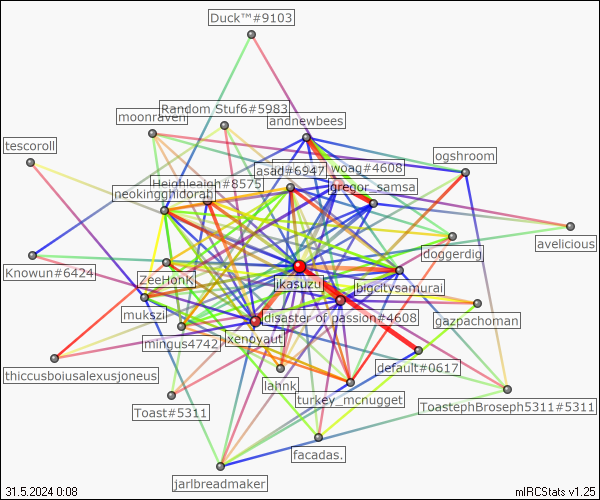 Duck™#9103
Random Stuf6#5983
moonraven
andnewbees
tescoroll
ogshroom
asad#6947
woag#4608
Heighleigh#8575
gregor_samsa
neokingghidorah
avelicious
doggerdig
Knowun#6424
ZeeHonK
ikasuzu
bigcitysamurai
mukszi
disaster of passion#4608
gazpachoman
xenoyaut
mingus4742
default#0617
thiccusboiusalexusjoneus
lahnk
turkey_mcnugget
Toast#5311
ToastephBroseph5311#5311
facadas.
jarlbreadmaker
31.5.2024 0:08
mIRCStats v1.25